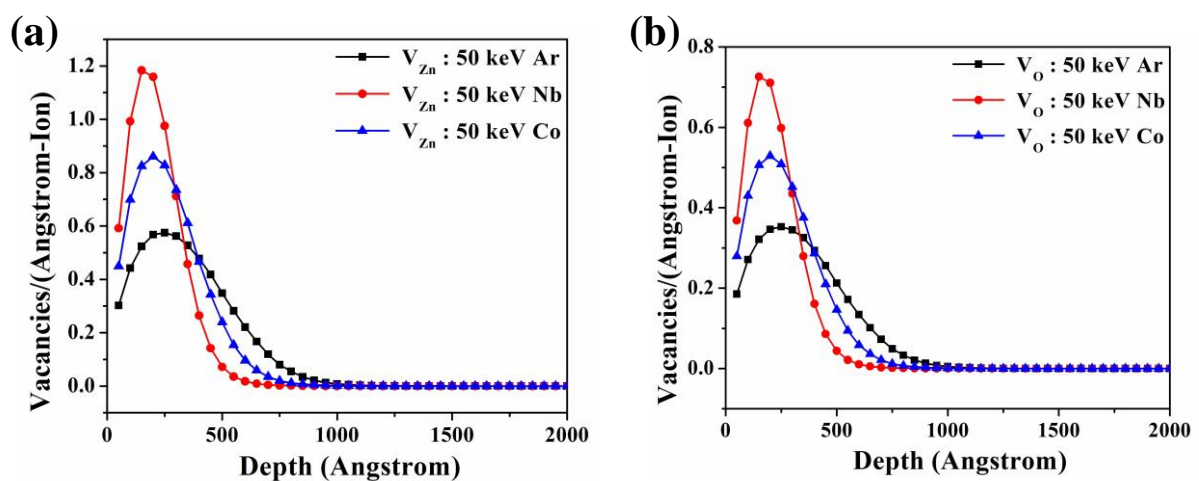 (a)
Vacancies/(Angstrom-Ion)
1.2
1.0
0.8
0.6
0.4
0.2
0.0
V_Zn : 50 keV Ar
V_Zn : 50 keV Nb
V_Zn : 50 keV Co
0 500 1000 1500 2000
Depth (Angstrom)
(b)
Vacancies/(Angstrom-Ion)
0.8
0.6
0.4
0.2
0.0
V_O : 50 keV Ar
V_O : 50 keV Nb
V_O : 50 keV Co
0 500 1000 1500 2000
Depth (Angstrom)